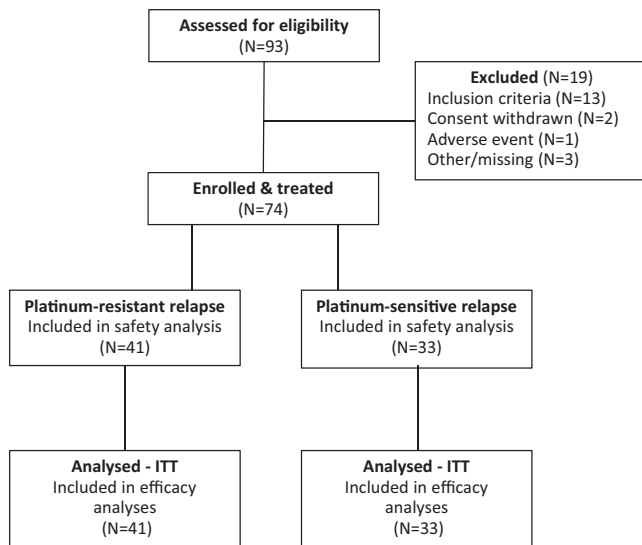 Assessed for eligibility
(N=93)
Excluded (N=19)
Inclusion criteria (N=13)
Consent withdrawn (N=2)
Adverse event (N=1)
Other/missing (N=3)
Enrolled & treated
(N=74)
Platinum-resistant relapse
Included in safety analysis
(N=41)
Platinum-sensitive relapse
Included in safety analysis
(N=33)
Analysed - ITT
Included in efficacy
analyses
(N=41)
Analysed - ITT
Included in efficacy
analyses
(N=33)